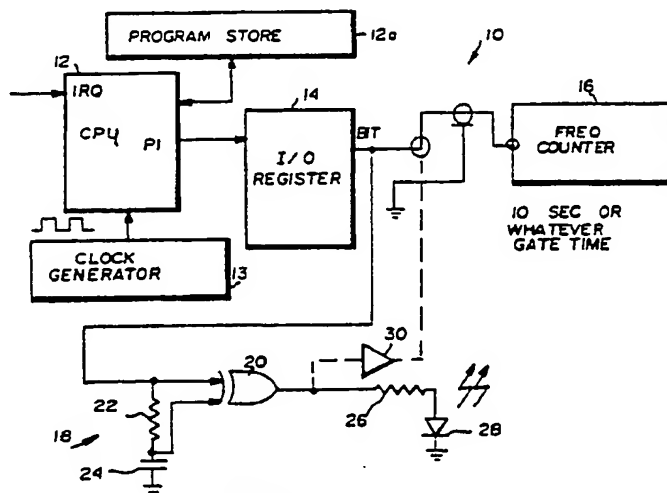 PROGRAM STORE
12a
10
12
IRQ
CPU
PI
14
I/O
REGISTER
BIT
16
FREQ
COUNTER
10 SEC OR
WHATEVER
GATE TIME
CLOCK
GENERATOR
13
30
20
22
18
24
26
28